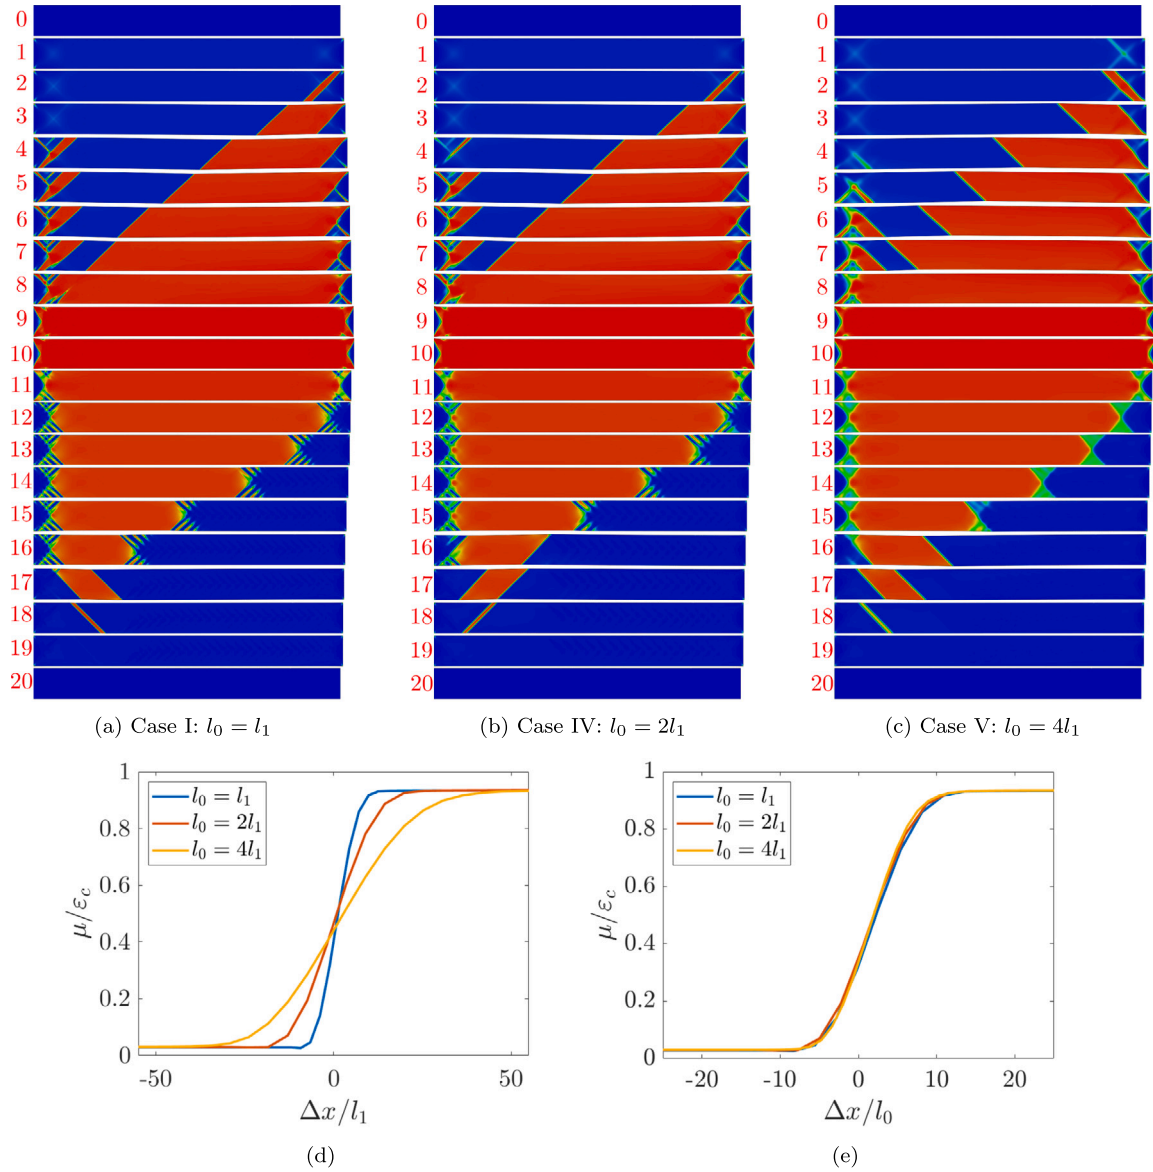 0 0 0
1 1 1
2 2 2
3 3 3
4 4 4
5 5 5
6 6 6
7 7 7
8 8 8
9 9 9
10 10 10
11 11 11
12 12 12
13 13 13
14 14 14
15 15 15
16 16 16
17 17 17
18 18 18
19 19 19
20 20 20
(a) Case I: l₀ = l₁
(b) Case IV: l₀ = 2l₁
(c) Case V: l₀ = 4l₁
1
0.8
0.6
0.4
0.2
0
μ/εc
l₀ = l₁
l₀ = 2l₁
l₀ = 4l₁
-50 0 50
Δx/l₁
(d)
1
0.8
0.6
0.4
0.2
0
μ/εc
l₀ = l₁
l₀ = 2l₁
l₀ = 4l₁
-20 -10 0 10 20
Δx/l₀
(e)